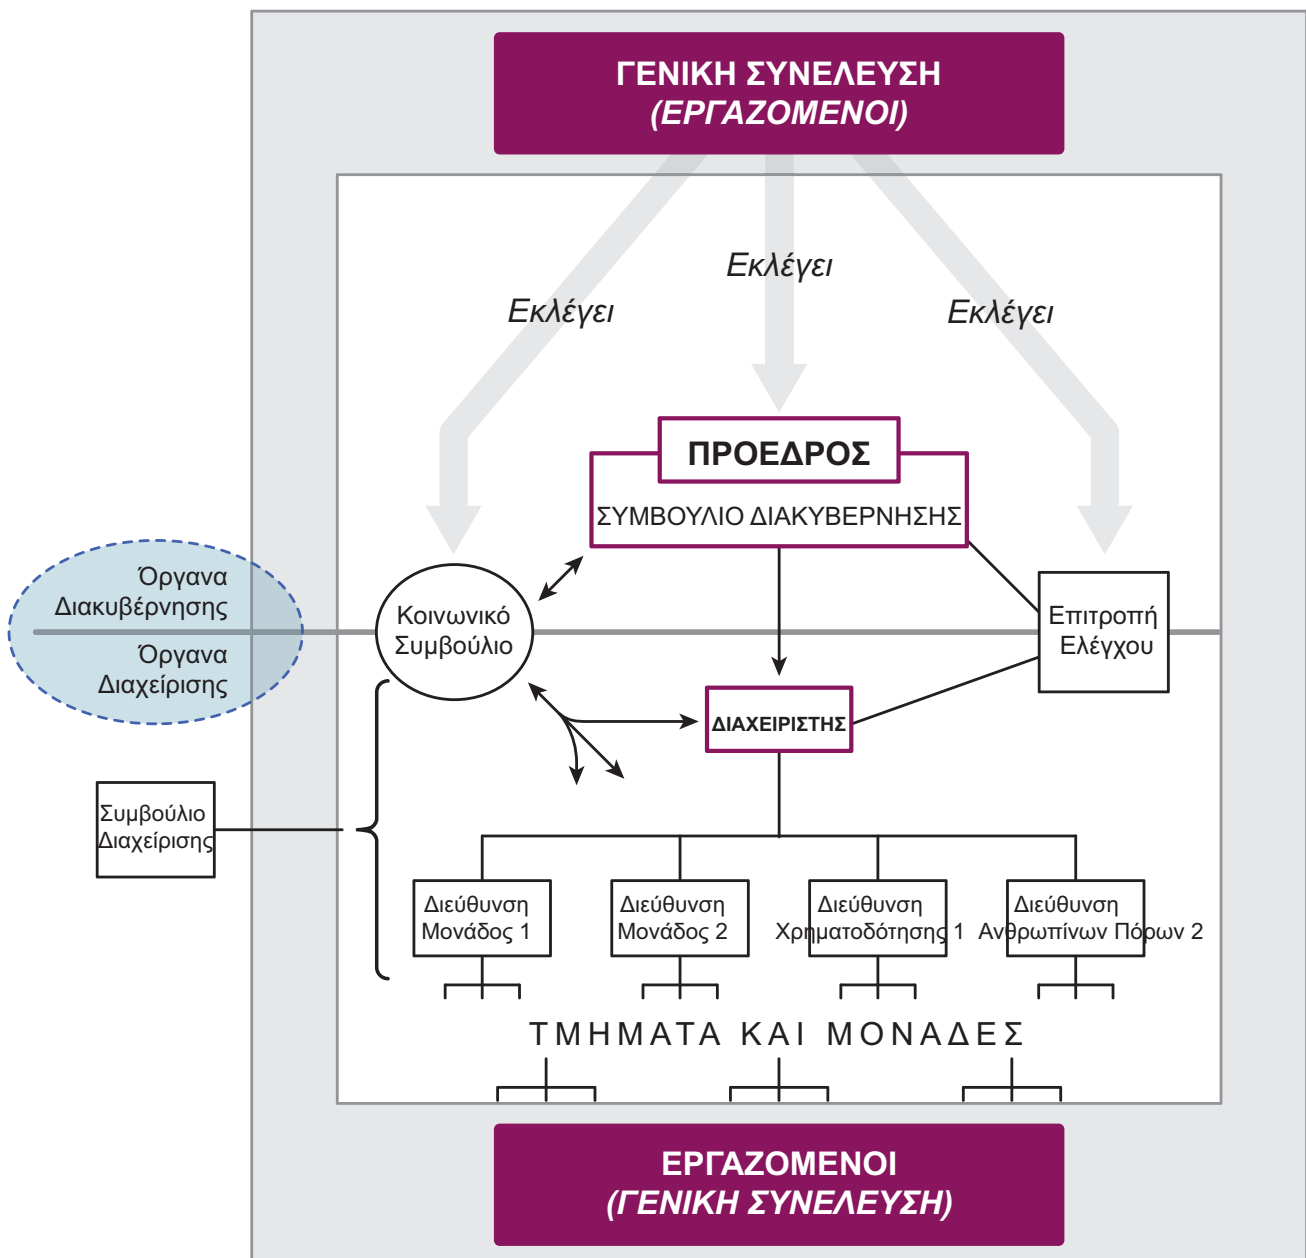 ΓΕΝΙΚΗ ΣΥΝΕΛΕΥΣΗ
(ΕΡΓΑΖΟΜΕΝΟΙ)
Εκλέγει
Εκλέγει
Εκλέγει
ΠΡΟΕΔΡΟΣ
ΣΥΜΒΟΥΛΙΟ ΔΙΑΚΥΒΕΡΝΗΣΗΣ
Όργανα
Διακυβέρνησης
Όργανα
Διαχείρισης
Κοινωνικό
Συμβούλιο
Επιτροπή
Ελέγχου
ΔΙΑΧΕΙΡΙΣΤΗΣ
Συμβούλιο
Διαχείρισης
Διεύθυνση
Μονάδος 1
Διεύθυνση
Μονάδος 2
Διεύθυνση
Χρηματοδότησης 1
Διεύθυνση
Ανθρωπίνων Πόρων 2
ΤΜΗΜΑΤΑ ΚΑΙ ΜΟΝΑΔΕΣ
ΕΡΓΑΖΟΜΕΝΟΙ
(ΓΕΝΙΚΗ ΣΥΝΕΛΕΥΣΗ)